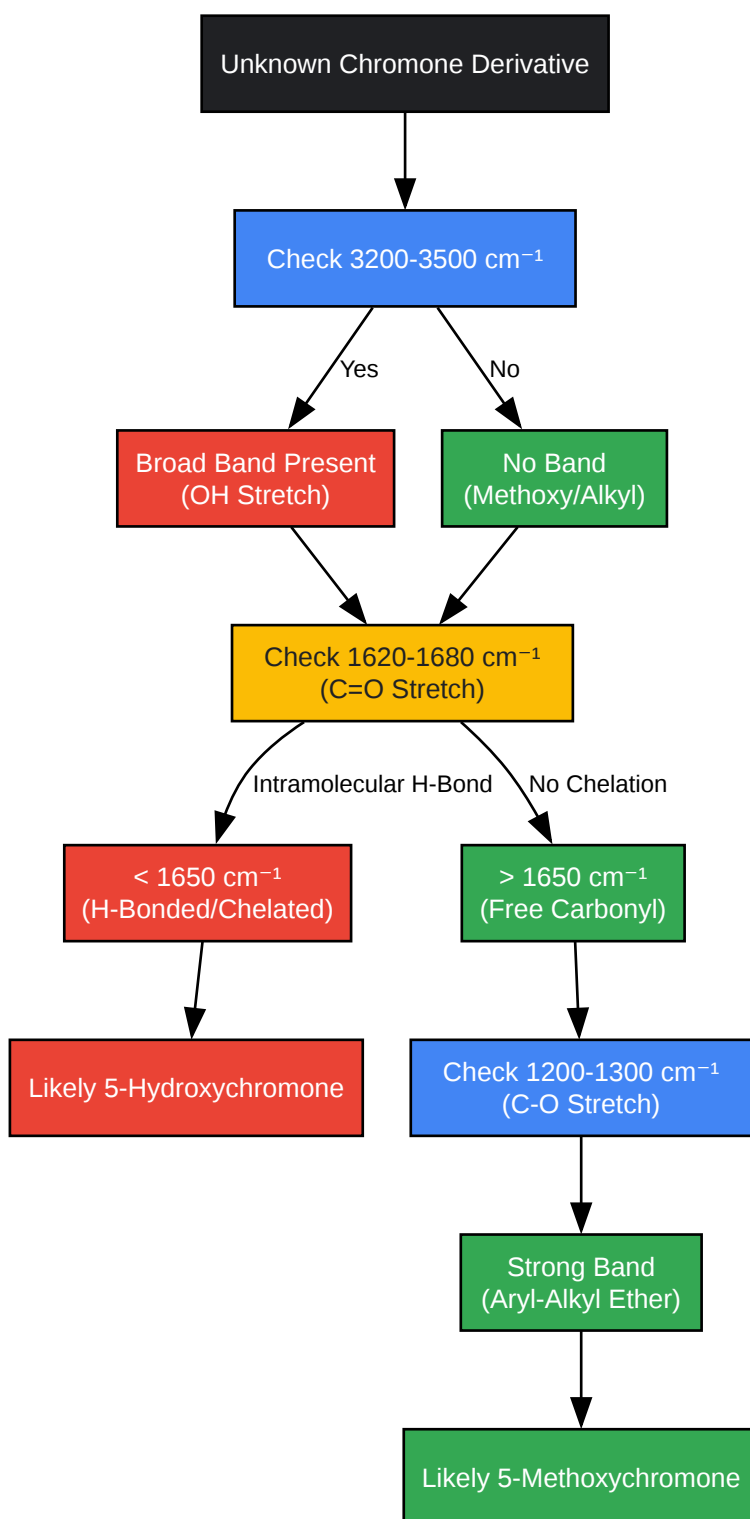 Unknown Chromone Derivative
Check 3200-3500 cm⁻¹
Yes
No
Broad Band Present
(OH Stretch)
No Band
(Methoxy/Alkyl)
Check 1620-1680 cm⁻¹
(C=O Stretch)
Intramolecular H-Bond
No Chelation
< 1650 cm⁻¹
(H-Bonded/Chelated)
> 1650 cm⁻¹
(Free Carbonyl)
Likely 5-Hydroxychromone
Check 1200-1300 cm⁻¹
(C-O Stretch)
Strong Band
(Aryl-Alkyl Ether)
Likely 5-Methoxychromone